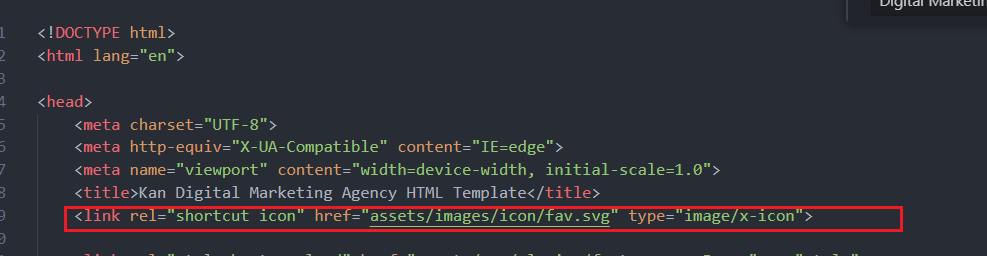 Digital Marketin
1 <!DOCTYPE html>
2 <html lang="en">
3
4 <head>
5 <meta charset="UTF-8">
6 <meta http-equiv="X-UA-Compatible" content="IE=edge">
7 <meta name="viewport" content="width=device-width, initial-scale=1.0">
8 <title>Kan Digital Marketing Agency HTML Template</title>
9 <link rel="shortcut icon" href="assets/images/icon/fav.svg" type="image/x-icon">
0